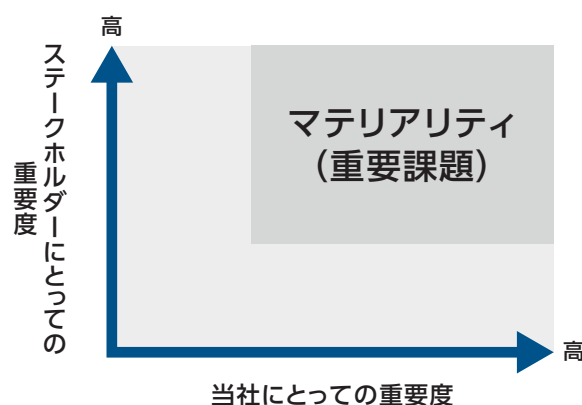 高
ステークホルダーにとっての
重要度
マテリアリティ
(重要課題)
高
当社にとっての重要度